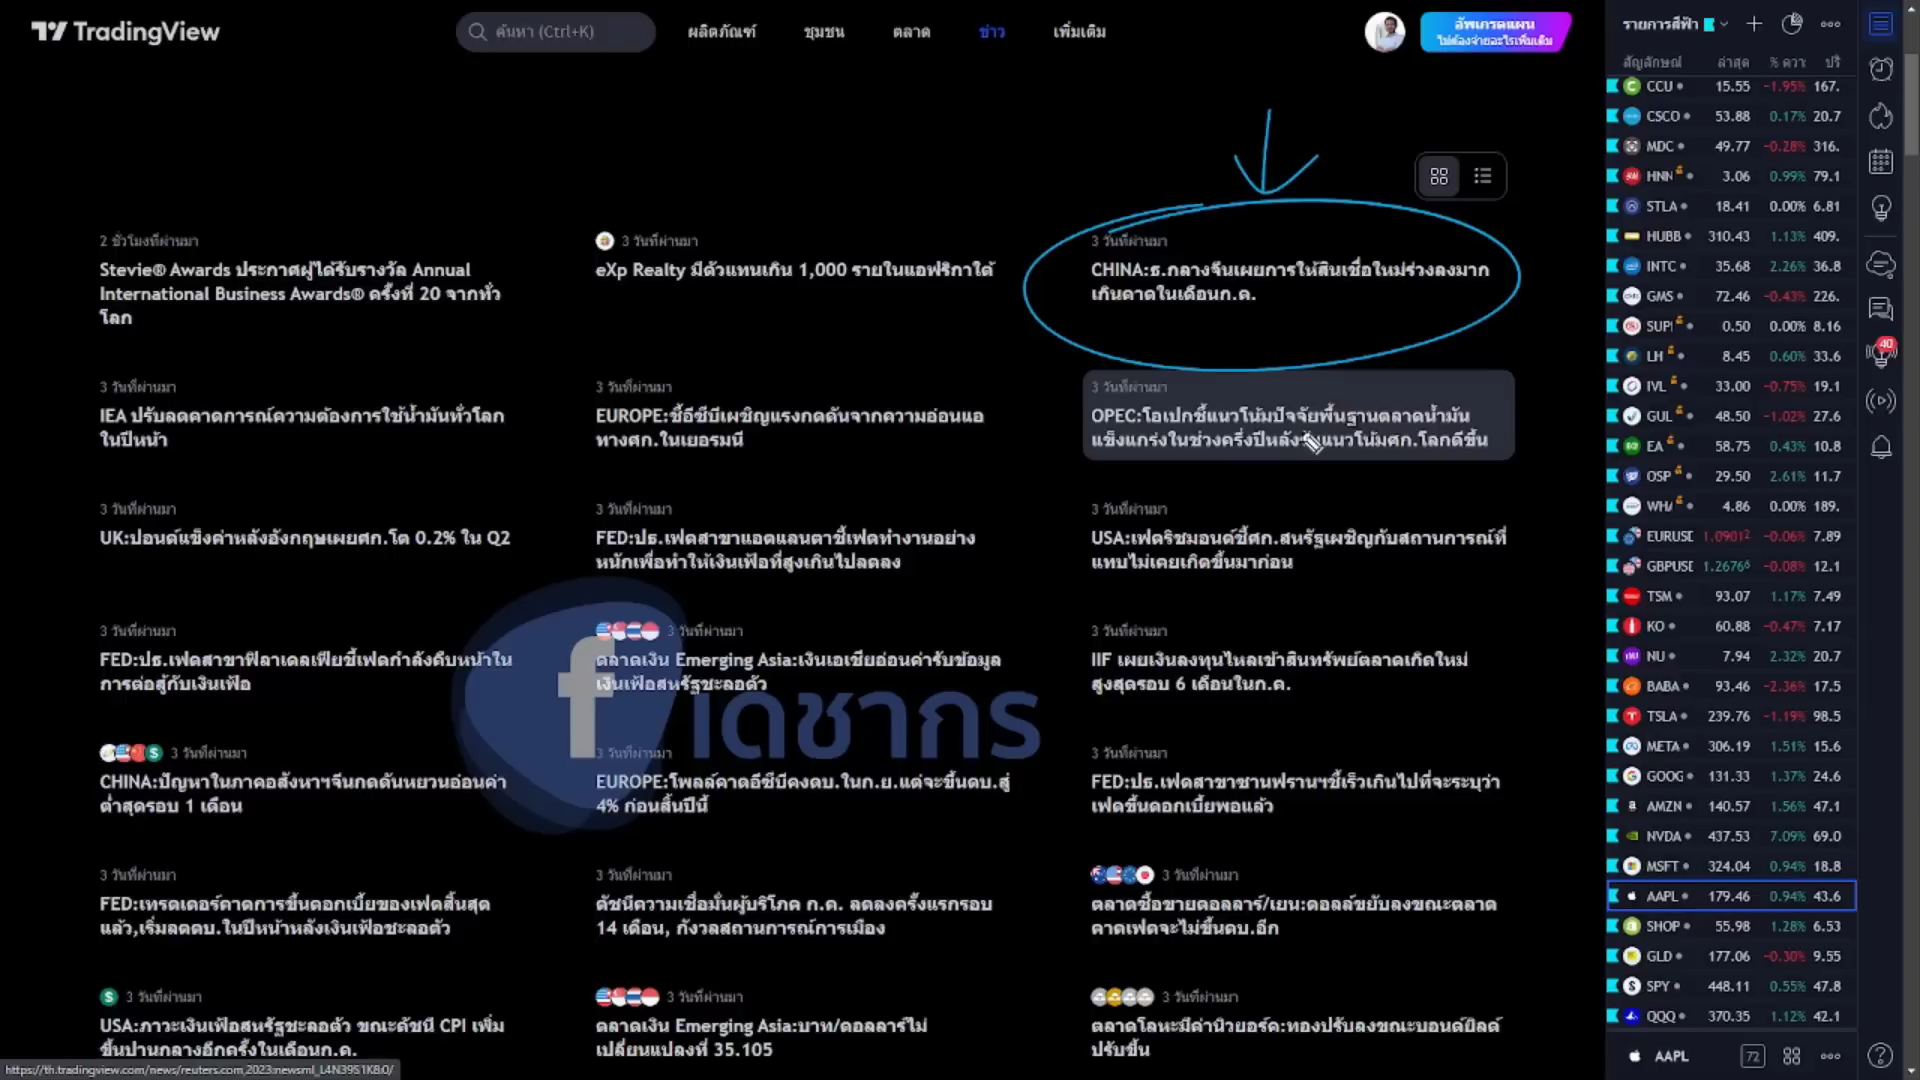 TradingView
ค้นหา (Ctrl+K)
ผลิตภัณฑ์
ชุมชน
ตลาด
ข่าว
เพิ่มเติม
อัพเกรดแผน
ไม่ต้องจ่ายอะไรเพิ่มเติม
2 ชั่วโมงที่ผ่านมา
Stevie® Awards ประกาศผู้ได้รับรางวัล Annual
International Business Awards® ครั้งที่ 20 จากทั่ว
โลก
3 วันที่ผ่านมา
eXp Realty มีตัวแทนเกิน 1,000 รายในแอฟริกาใต้
3 วันที่ผ่านมา
CHINA:ธ.กลางจีนเผยการให้สินเชื่อใหม่ร่วงลงมาก
เกินคาดในเดือนก.ค.
3 วันที่ผ่านมา
IEA ปรับลดคาดการณ์ความต้องการใช้น้ำมันทั่วโลก
ในปีหน้า
3 วันที่ผ่านมา
EUROPE:ชี้อีซีบีเผชิญแรงกดดันจากความอ่อนแอ
ทางศก.ในเยอรมนี
3 วันที่ผ่านมา
OPEC:โอเปกชี้แนวโน้มปัจจัยพื้นฐานตลาดน้ำมัน
แข็งแกร่งในช่วงครึ่งปีหลัง แนวโน้มศก.โลกดีขึ้น
3 วันที่ผ่านมา
UK:ปอนด์แข็งค่าหลังอังกฤษเผยศก.โต 0.2% ใน Q2
3 วันที่ผ่านมา
FED:ปธ.เฟดสาขาแอตแลนตาชี้เฟดทำงานอย่าง
หนักเพื่อทำให้เงินเฟ้อที่สูงเกินไปลดลง
3 วันที่ผ่านมา
USA:เฟดริชมอนด์ชี้ศก.สหรัฐเผชิญกับสถานการณ์ที่
แทบไม่เคยเกิดขึ้นมาก่อน
3 วันที่ผ่านมา
FED:ปธ.เฟดสาขาฟิลาเดลเฟียชี้เฟดกำลังคืบหน้าใน
การต่อสู้กับเงินเฟ้อ
3 วันที่ผ่านมา
ตลาดเงิน Emerging Asia:เงินเอเชียอ่อนค่ารับข้อมูล
เงินเฟ้อสหรัฐชะลอตัว
3 วันที่ผ่านมา
IIF เผยเงินลงทุนไหลเข้าสินทรัพย์ตลาดเกิดใหม่
สูงสุดรอบ 6 เดือนในก.ค.
f เดชากร
3 วันที่ผ่านมา
CHINA:ปัญหาในภาคอสังหาฯจีนกดดันหยวนอ่อนค่า
ต่ำสุดรอบ 1 เดือน
3 วันที่ผ่านมา
EUROPE:โพลล์คาดอีซีบีคงดบ.ในก.ย.แต่จะขึ้นดบ.สู่
4% ก่อนสิ้นปีนี้
3 วันที่ผ่านมา
FED:ปธ.เฟดสาขาซานฟรานฯชี้เร็วเกินไปที่จะระบุว่า
เฟดขึ้นดอกเบี้ยพอแล้ว
3 วันที่ผ่านมา
FED:เทรดเดอร์คาดการขึ้นดอกเบี้ยของเฟดสิ้นสุด
แล้ว,เริ่มลดดบ.ในปีหน้าหลังเงินเฟ้อชะลอตัว
3 วันที่ผ่านมา
ดัชนีความเชื่อมั่นผู้บริโภค ก.ค. ลดลงครั้งแรกรอบ
14 เดือน, กังวลสถานการณ์การเมือง
3 วันที่ผ่านมา
ตลาดซื้อขายดอลลาร์/เยน:ดอลล์ขยับลงขณะตลาด
คาดเฟดจะไม่ขึ้นดบ.อีก
3 วันที่ผ่านมา
USA:ภาวะเงินเฟ้อสหรัฐชะลอตัว ขณะดัชนี CPI เพิ่ม
ขึ้นปานกลางอีกครั้งในเดือนก.ค.
3 วันที่ผ่านมา
ตลาดเงิน Emerging Asia:บาท/ดอลลาร์ไม่
เปลี่ยนแปลงที่ 35.105
3 วันที่ผ่านมา
ตลาดโลหะมีค่านิวยอร์ค:ทองปรับลงขณะบอนด์ยิลด์
ปรับขึ้น
https://th.tradingview.com/news/reuters.com,2023:newsml_L4N39S1K8:0/
รายการสีฟ้า
สัญลักษณ์ ล่าสุด % ควา ปริ
CCU 15.55 -1.95% 167.
CSCO 53.88 0.17% 20.7
MDC 49.77 -0.28% 316.
HNN 3.06 0.99% 79.1
STLA 18.41 0.00% 6.81
HUBB 310.43 1.13% 409.
INTC 35.68 2.26% 36.8
GMS 72.46 -0.43% 226.
SUPI 0.50 0.00% 8.16
LH 8.45 0.60% 33.6
IVL 33.00 -0.75% 19.1
GUL 48.50 -1.02% 27.6
EA 58.75 0.43% 10.8
OSP 29.50 2.61% 11.7
WHA 4.86 0.00% 189.
EURUSD 1.09012 -0.06% 7.89
GBPUSD 1.26766 -0.08% 12.1
TSM 93.07 1.17% 7.49
KO 60.88 -0.47% 7.17
NU 7.94 2.32% 20.7
BABA 93.46 -2.36% 17.5
TSLA 239.76 -1.19% 98.5
META 306.19 1.51% 15.6
GOOG 131.33 1.37% 24.6
AMZN 140.57 1.56% 47.1
NVDA 437.53 7.09% 69.0
MSFT 324.04 0.94% 18.8
AAPL 179.46 0.94% 43.6
SHOP 55.98 1.28% 6.53
GLD 177.06 -0.30% 9.55
SPY 448.11 0.55% 47.8
QQQ 370.35 1.12% 42.1
AAPL
72
40